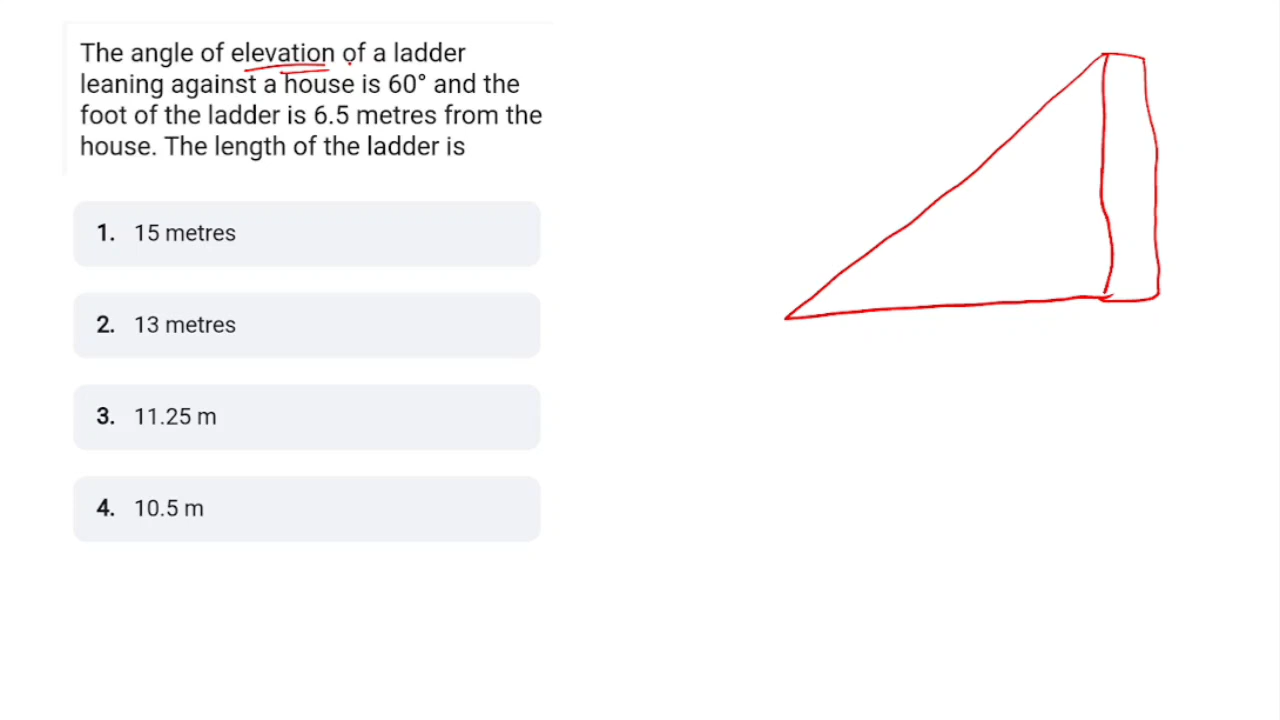 The angle of elevation of a ladder
leaning against a house is 60° and the
foot of the ladder is 6.5 metres from the
house. The length of the ladder is
1. 15 metres
2. 13 metres
3. 11.25 m
4. 10.5 m